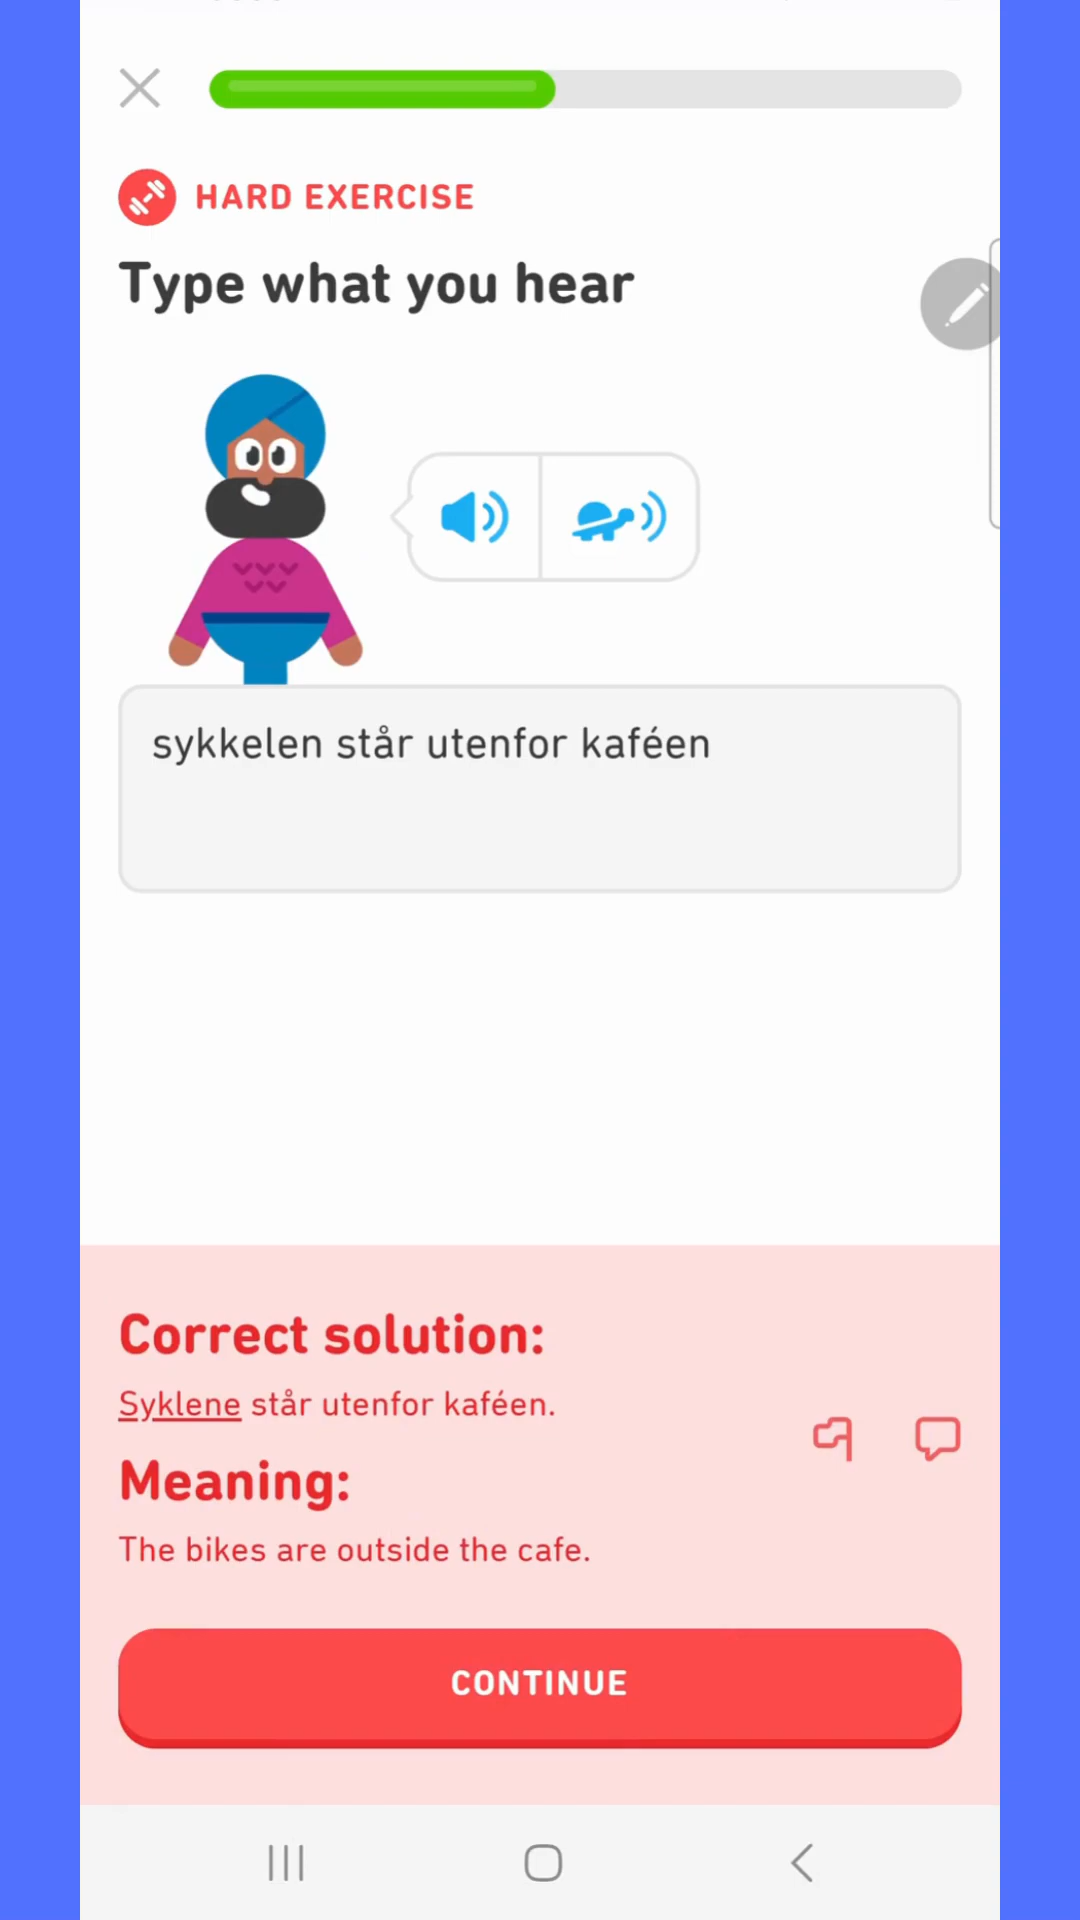 HARD EXERCISE
Type what you hear
sykkelen står utenfor kaféen
Correct solution:
Syklene står utenfor kaféen.
Meaning:
The bikes are outside the cafe.
CONTINUE